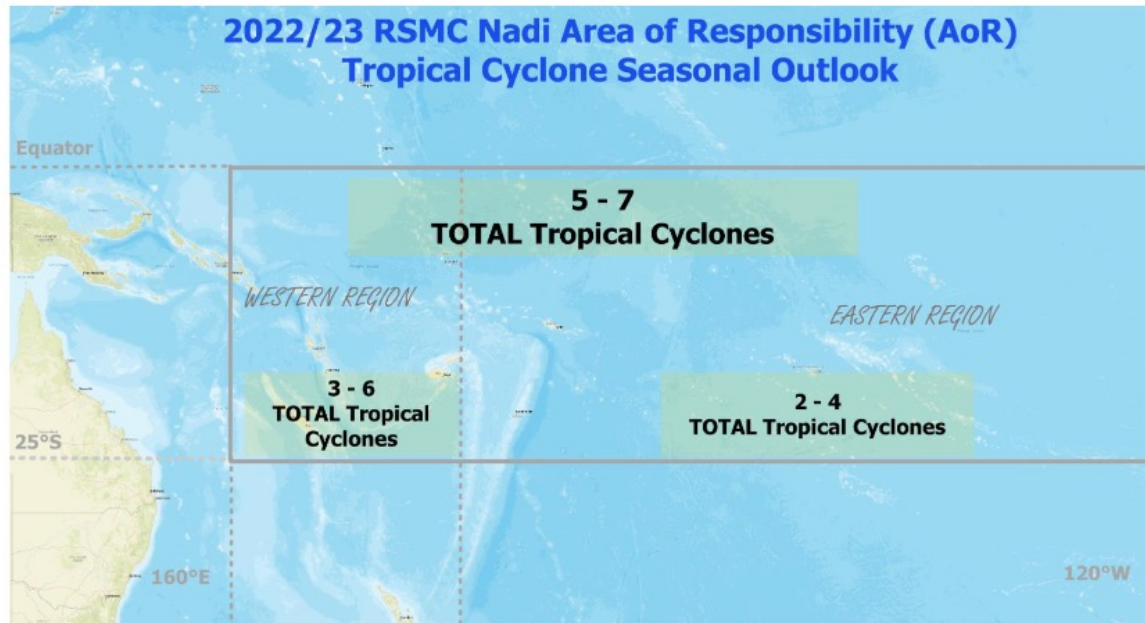 2022/23 RSMC Nadi Area of Responsibility (AoR)
Tropical Cyclone Seasonal Outlook
Equator
5 - 7
TOTAL Tropical Cyclones
WESTERN REGION
EASTERN REGION
3 - 6
TOTAL Tropical
Cyclones
2 - 4
TOTAL Tropical Cyclones
25°S
160°E
120°W